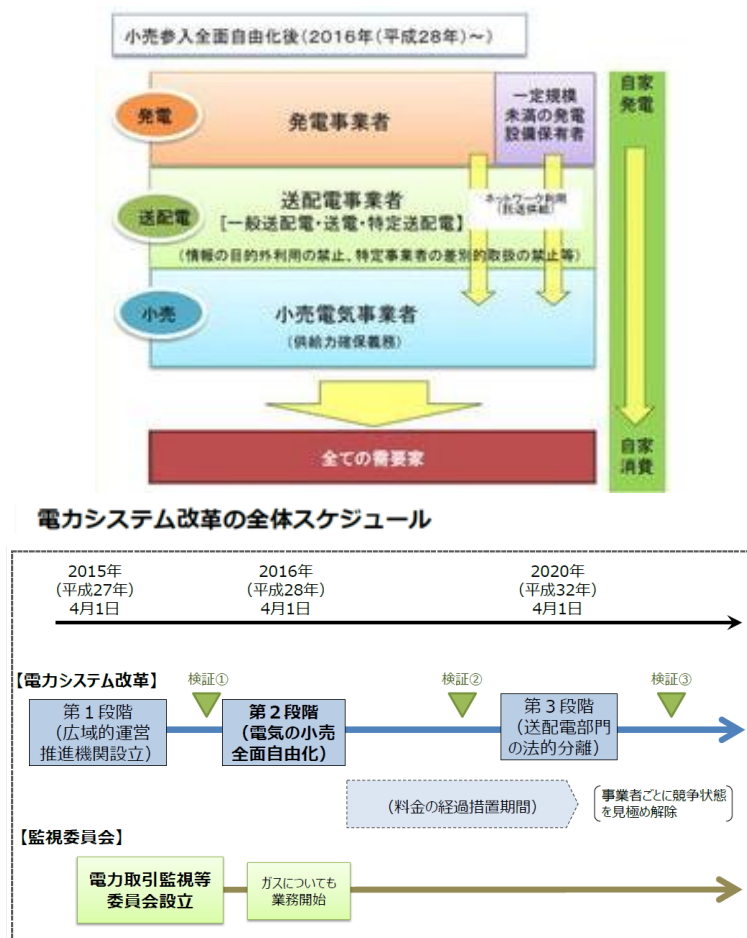 小売参入全面自由化後(2016年(平成28年)～)
発電
発電事業者
一定規模
未満の発電
設備保有者
自家
発電
送配電
送配電事業者
[一般送配電・送電・特定送配電】
ネットワーク利用
(託送供給)
(情報の目的外利用の禁止、特定事業者の差別的取扱の禁止等)
小売
小売電気事業者
(供給力確保義務)
全ての需要家
自家
消費
電力システム改革の全体スケジュール
2015年
(平成27年)
4月1日
2016年
(平成28年)
4月1日
2020年
(平成32年)
4月1日
【電力システム改革】
検証①
検証②
検証③
第1段階
(広域的運営
推進機関設立)
第2段階
(電気の小売
全面自由化)
第3段階
(送配電部門
の法的分離)
(料金の経過措置期間)
事業者ごとに競争状態
を見極め解除
【監視委員会】
電力取引監視等
委員会設立
ガスについても
業務開始